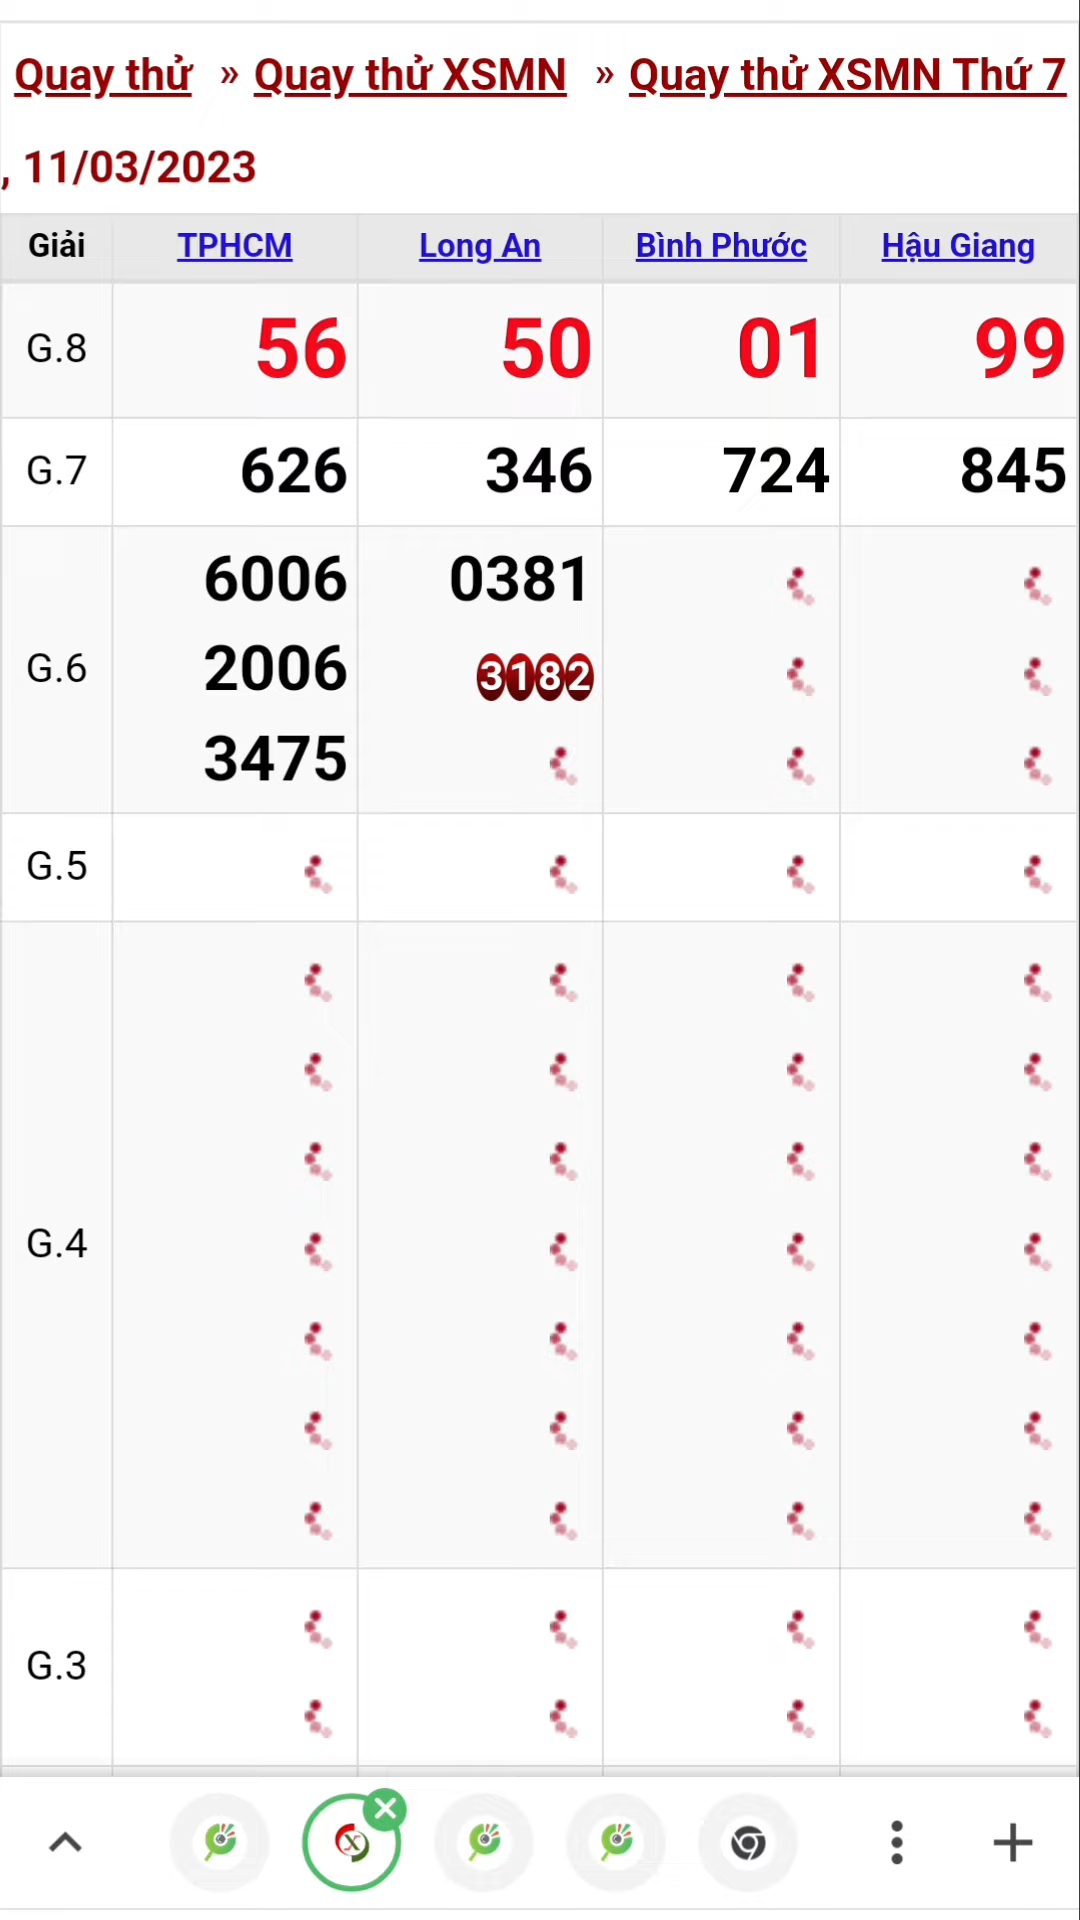 Quay thử » Quay thử XSMN » Quay thử XSMN Thứ 7
, 11/03/2023
Giải TPHCM Long An Bình Phước Hậu Giang
G.8 56 50 01 99
G.7 626 346 724 845
G.6
6006 0381
2006 3182
3475
G.5
G.4
G.3